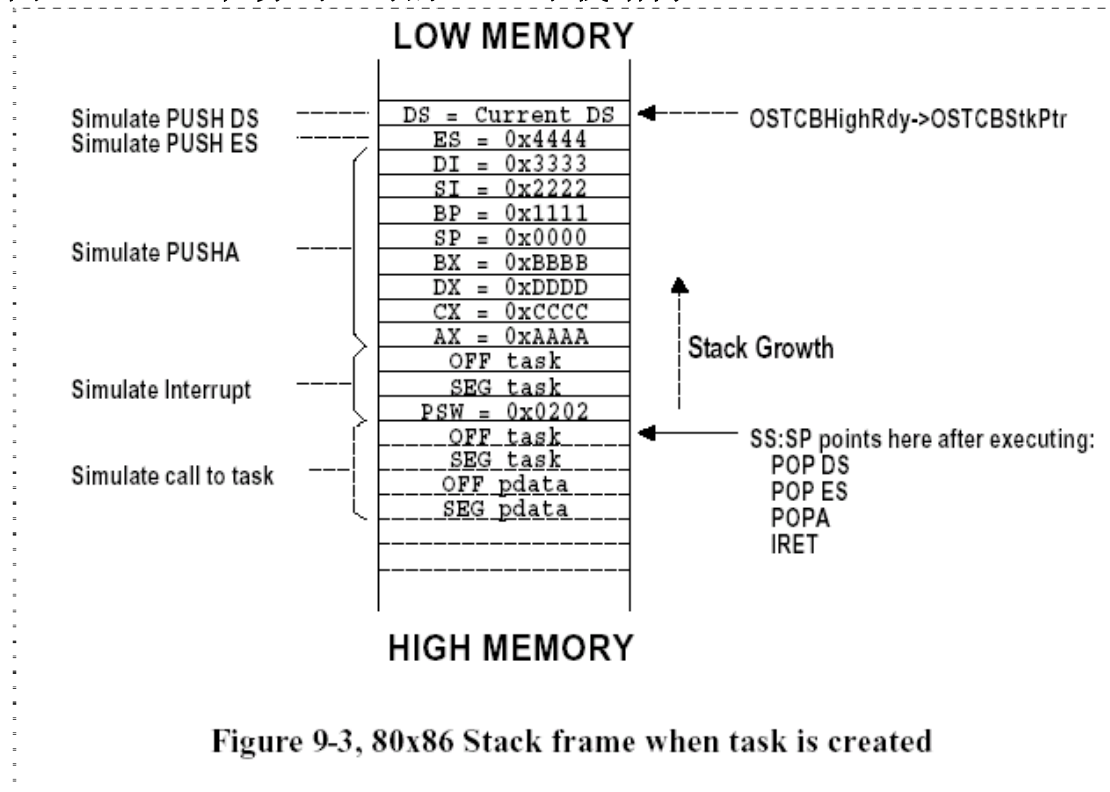 LOW MEMORY
Simulate PUSH DS
Simulate PUSH ES
Simulate PUSHA
Simulate Interrupt
Simulate call to task
DS = Current DS
ES = 0x4444
DI = 0x3333
SI = 0x2222
BP = 0x1111
SP = 0x0000
BX = 0xBBBB
DX = 0xDDDD
CX = 0xCCCC
AX = 0xAAAA
OFF task
SEG task
PSW = 0x0202
OFF task
SEG task
OFF pdata
SEG pdata
OSTCBHighRdy->OSTCBStkPtr
Stack Growth
SS:SP points here after executing:
POP DS
POP ES
POPA
IRET
HIGH MEMORY
Figure 9-3, 80x86 Stack frame when task is created